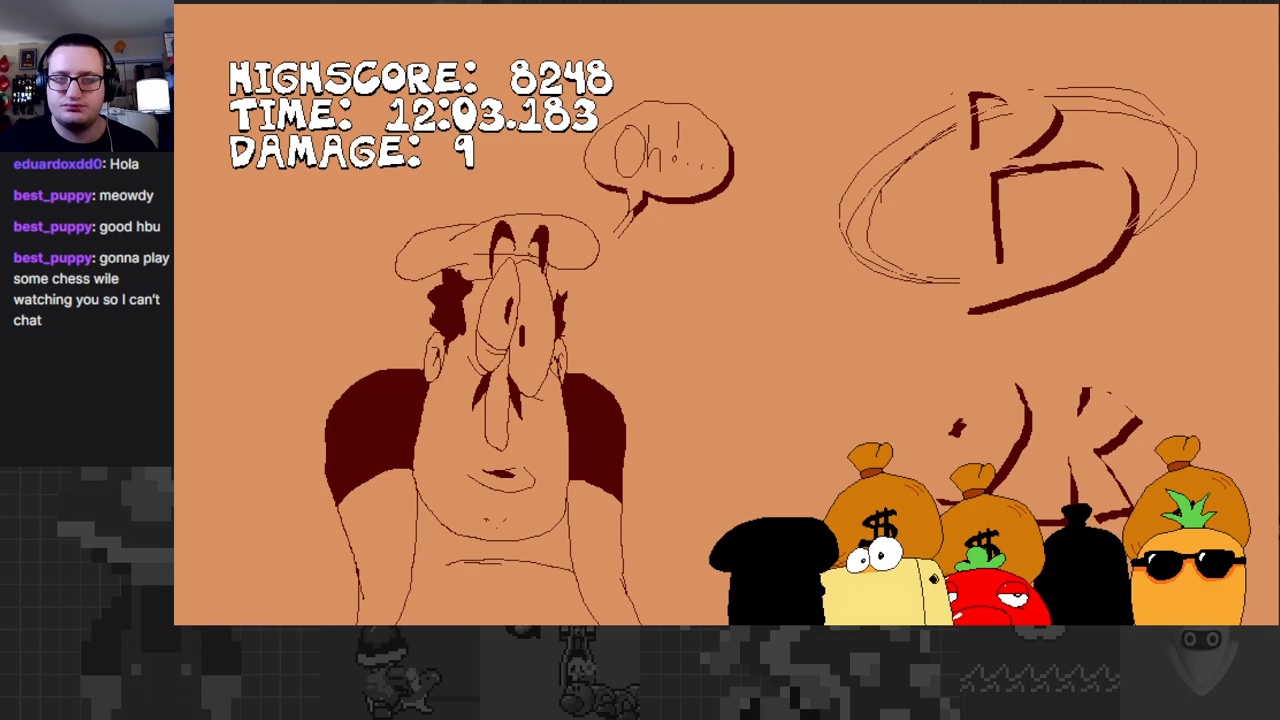 HIGHSCORE: 8248
TIME: 12:03.183
DAMAGE: 9
Oh!...
D
eduardoxdd0: Hola
best_puppy: meowdy
best_puppy: good hbu
best_puppy: gonna play
some chess wile
watching you so I can't
chat
$ $